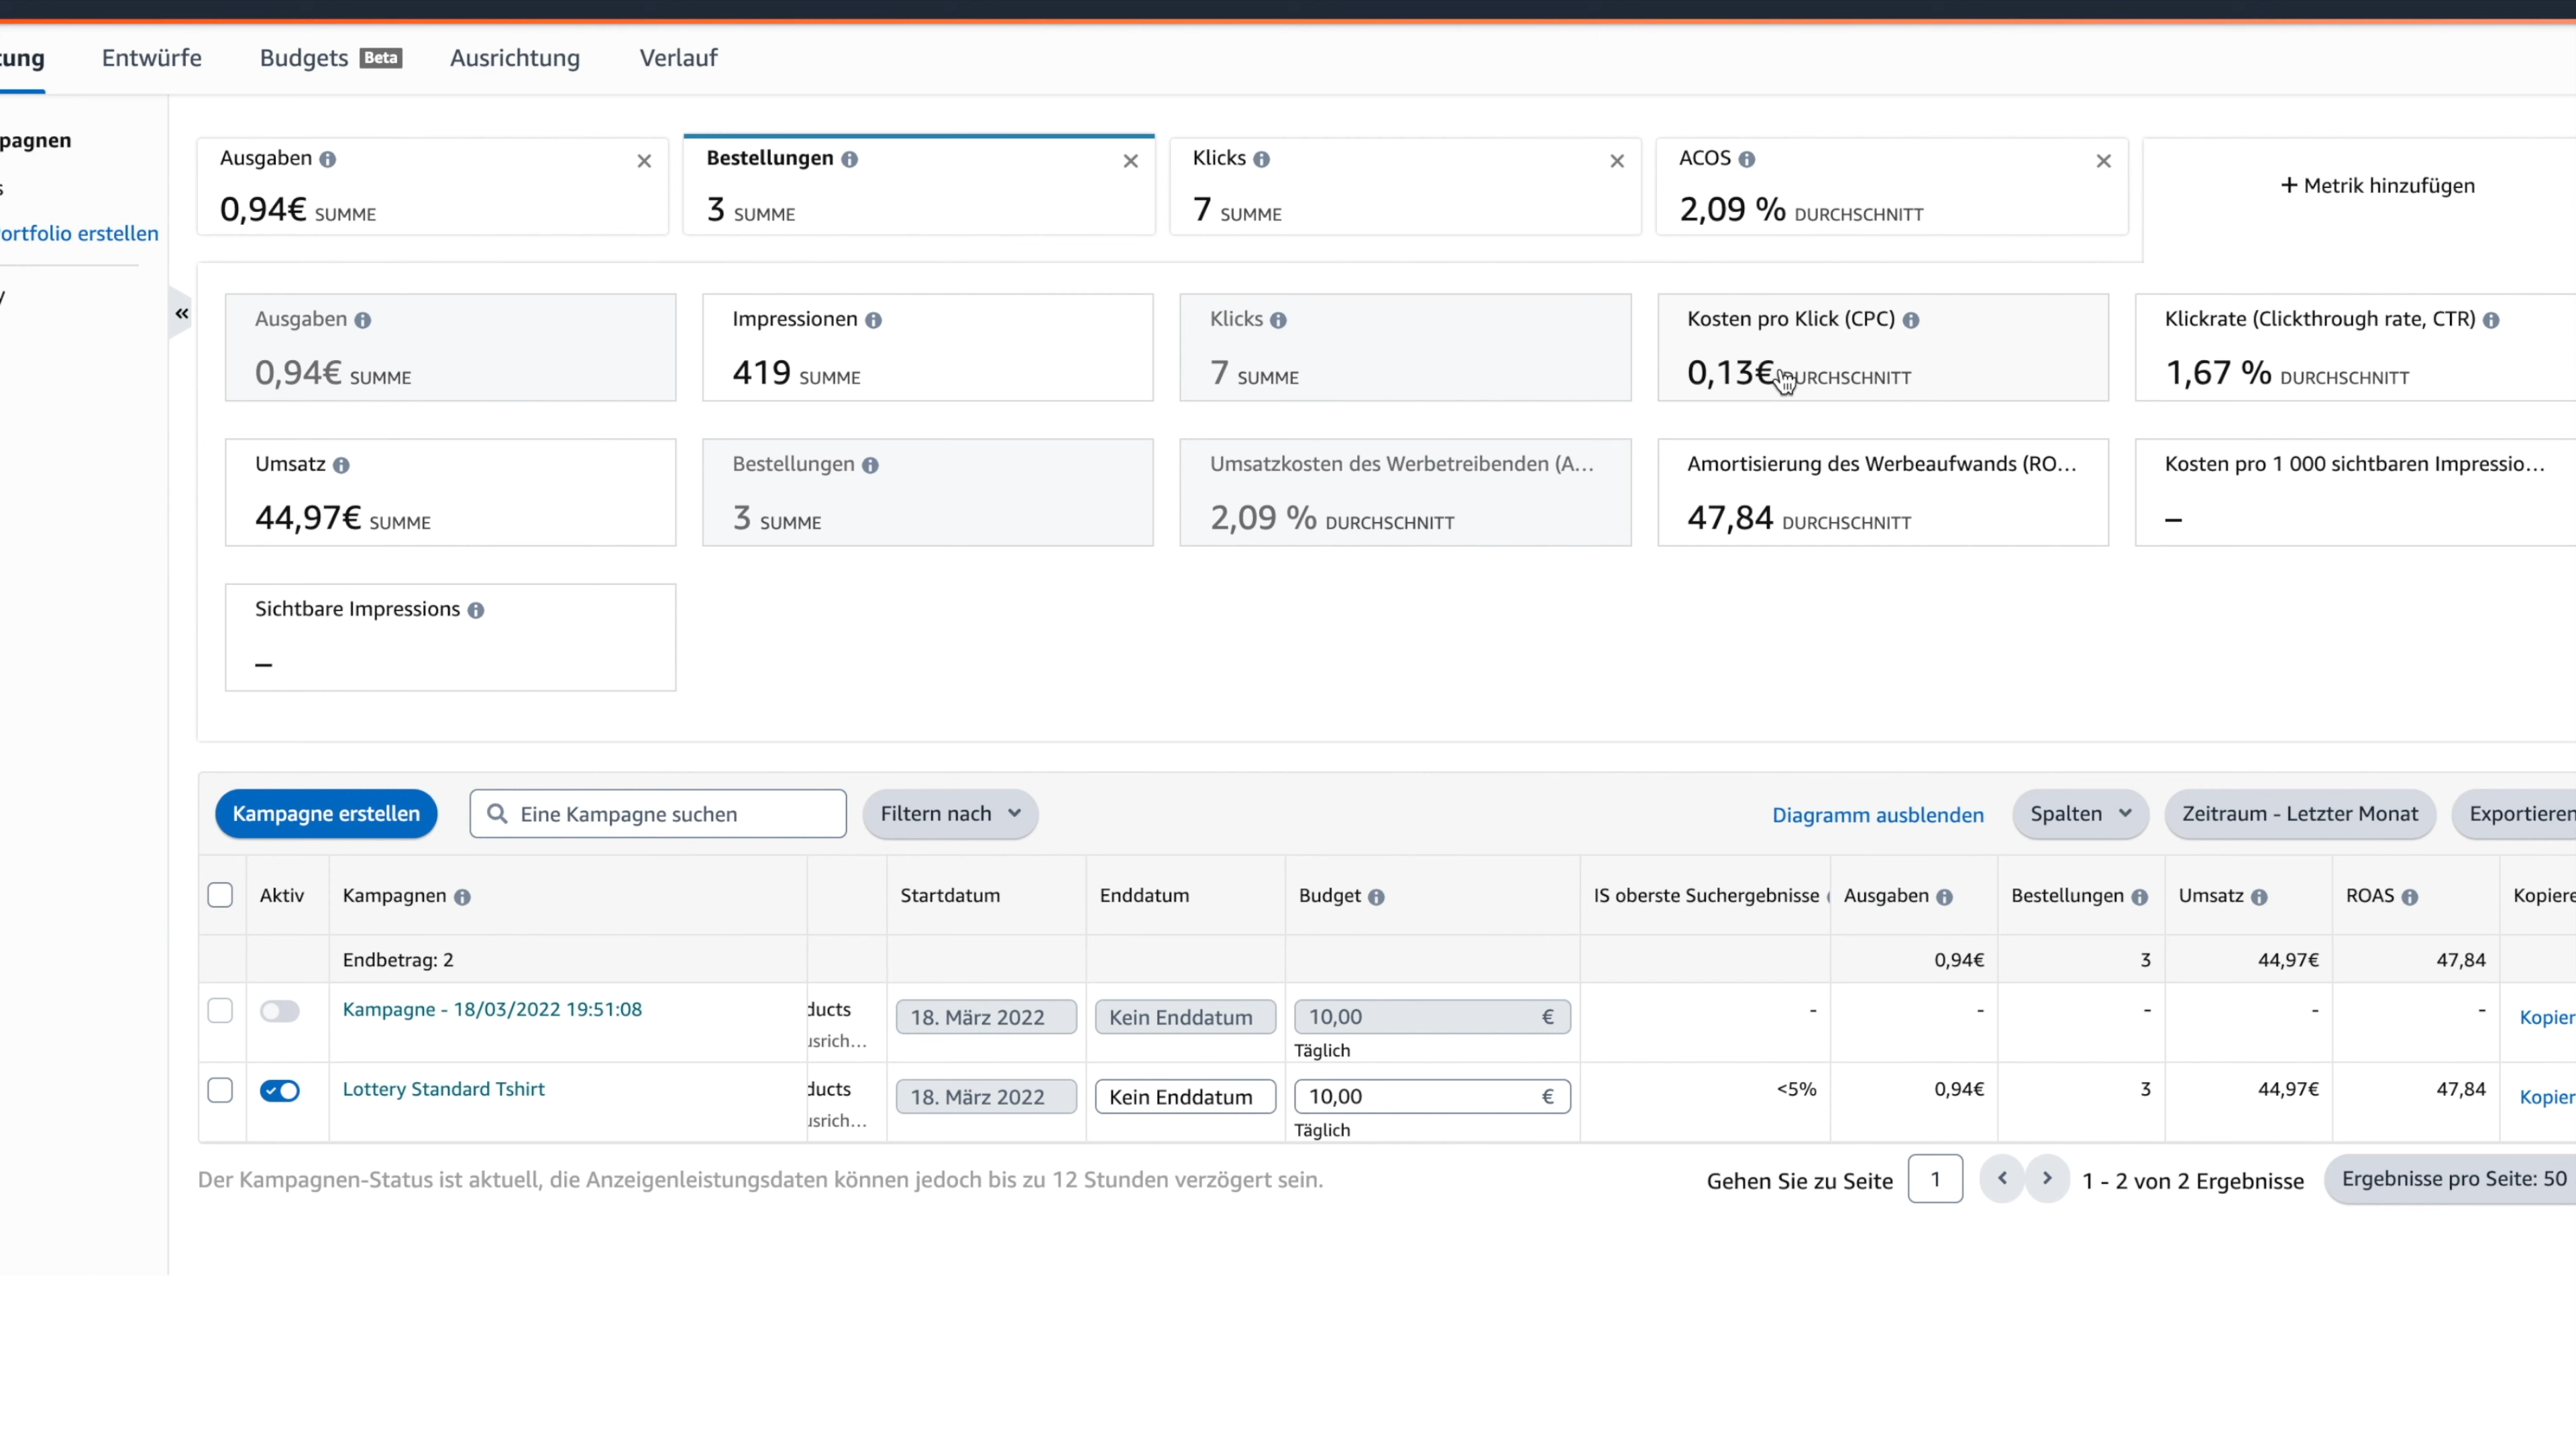 tung Entwürfe Budgets Beta Ausrichtung Verlauf
pagnen
s
ortfolio erstellen
y
«
Ausgaben
0,94€ SUMME
Bestellungen
3 SUMME
Klicks
7 SUMME
ACOS
2,09 % DURCHSCHNITT
+ Metrik hinzufügen
Ausgaben
0,94€ SUMME
Impressionen
419 SUMME
Klicks
7 SUMME
Kosten pro Klick (CPC)
0,13€ DURCHSCHNITT
Klickrate (Clickthrough rate, CTR)
1,67 % DURCHSCHNITT
Umsatz
44,97€ SUMME
Bestellungen
3 SUMME
Umsatzkosten des Werbetreibenden (A...
2,09 % DURCHSCHNITT
Amortisierung des Werbeaufwands (RO...
47,84 DURCHSCHNITT
Kosten pro 1 000 sichtbaren Impressio...
–
Sichtbare Impressions
–
Kampagne erstellen Eine Kampagne suchen Filtern nach Diagramm ausblenden Spalten Zeitraum - Letzter Monat Exportieren
Aktiv Kampagnen Startdatum Enddatum Budget IS oberste Suchergebnisse Ausgaben Bestellungen Umsatz ROAS Kopiere
Endbetrag: 2 0,94€ 3 44,97€ 47,84
Kampagne - 18/03/2022 19:51:08 ducts 18. März 2022 Kein Enddatum 10,00 € - - - - - Kopier
usrich... Täglich
Lottery Standard Tshirt ducts 18. März 2022 Kein Enddatum 10,00 € <5% 0,94€ 3 44,97€ 47,84 Kopier
usrich... Täglich
Der Kampagnen-Status ist aktuell, die Anzeigenleistungsdaten können jedoch bis zu 12 Stunden verzögert sein.
Gehen Sie zu Seite 1 < > 1 - 2 von 2 Ergebnisse Ergebnisse pro Seite: 50